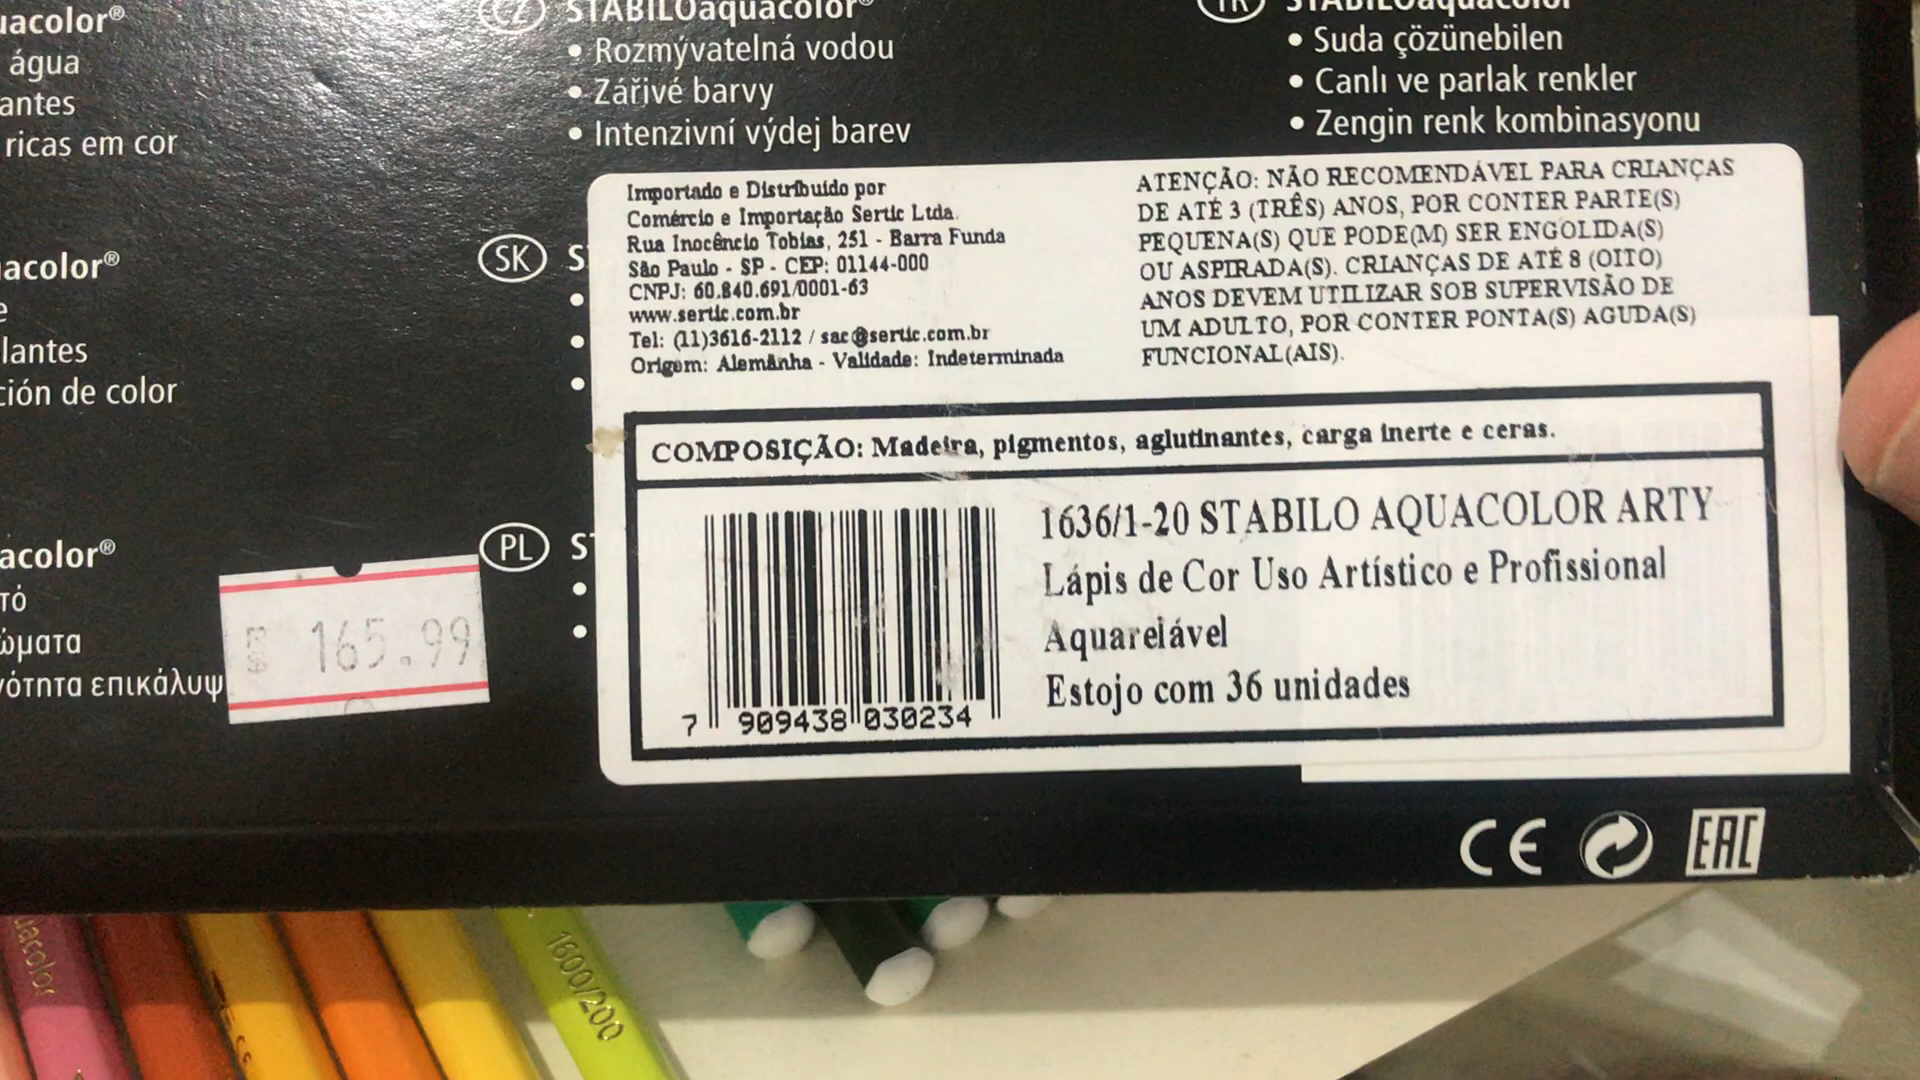 uacolor®
água
antes
ricas em cor
CZ STABILOaquacolor®
• Rozmývatelná vodou
• Zářivé barvy
• Intenzivní výdej barev
TR STABILOaquacolor
• Suda çözünebilen
• Canlı ve parlak renkler
• Zengin renk kombinasyonu
acolor®
e
lantes
ción de color
SK S
acolor®
τό
ώματα
νότητα επικάλυψ
PL ST
$ 165.99
Importado e Distribuído por
Comércio e Importação Sertic Ltda.
Rua Inocêncio Tobias, 251 - Barra Funda
São Paulo - SP - CEP: 01144-000
CNPJ: 60.840.691/0001-63
www.sertic.com.br
Tel: (11)3616-2112 / sac@sertic.com.br
Origem: Alemanha - Validade: Indeterminada
ATENÇÃO: NÃO RECOMENDÁVEL PARA CRIANÇAS
DE ATÉ 3 (TRÊS) ANOS, POR CONTER PARTE(S)
PEQUENA(S) QUE PODE(M) SER ENGOLIDA(S)
OU ASPIRADA(S). CRIANÇAS DE ATÉ 8 (OITO)
ANOS DEVEM UTILIZAR SOB SUPERVISÃO DE
UM ADULTO, POR CONTER PONTA(S) AGUDA(S)
FUNCIONAL(AIS).
COMPOSIÇÃO: Madeira, pigmentos, aglutinantes, carga inerte e ceras.
1636/1-20 STABILO AQUACOLOR ARTY
Lápis de Cor Uso Artístico e Profissional
Aquarelável
Estojo com 36 unidades
7 909438 030234
CE EAC
uacolor
1600/200